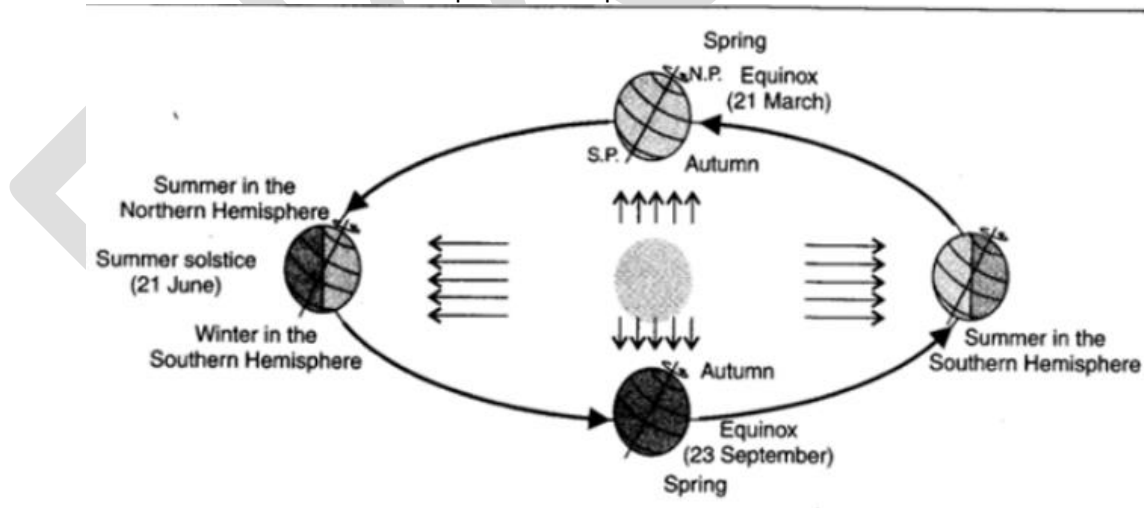 Spring
N.P. Equinox
(21 March)
S.P.
Autumn
Summer in the
Northern Hemisphere
Summer solstice
(21 June)
Winter in the
Southern Hemisphere
Summer in the
Southern Hemisphere
Autumn
Equinox
(23 September)
Spring